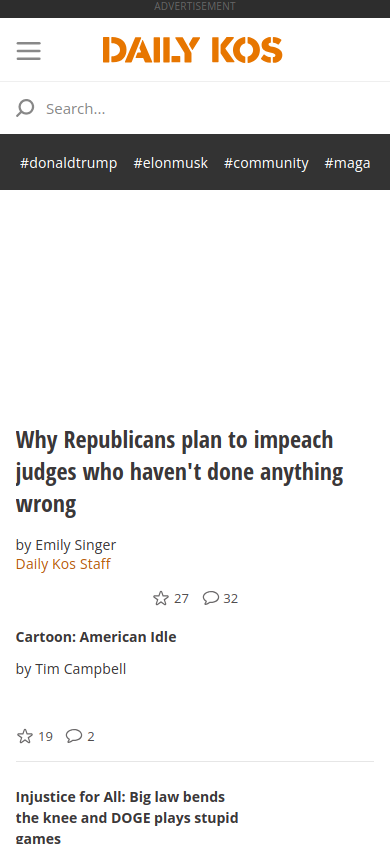 ADVERTISEMENT
DAILY KOS
Search...
#donaldtrump #elonmusk #community #maga
Why Republicans plan to impeach
judges who haven't done anything
wrong
by Emily Singer
Daily Kos Staff
27 32
Cartoon: American Idle
by Tim Campbell
19 2
Injustice for All: Big law bends
the knee and DOGE plays stupid
games